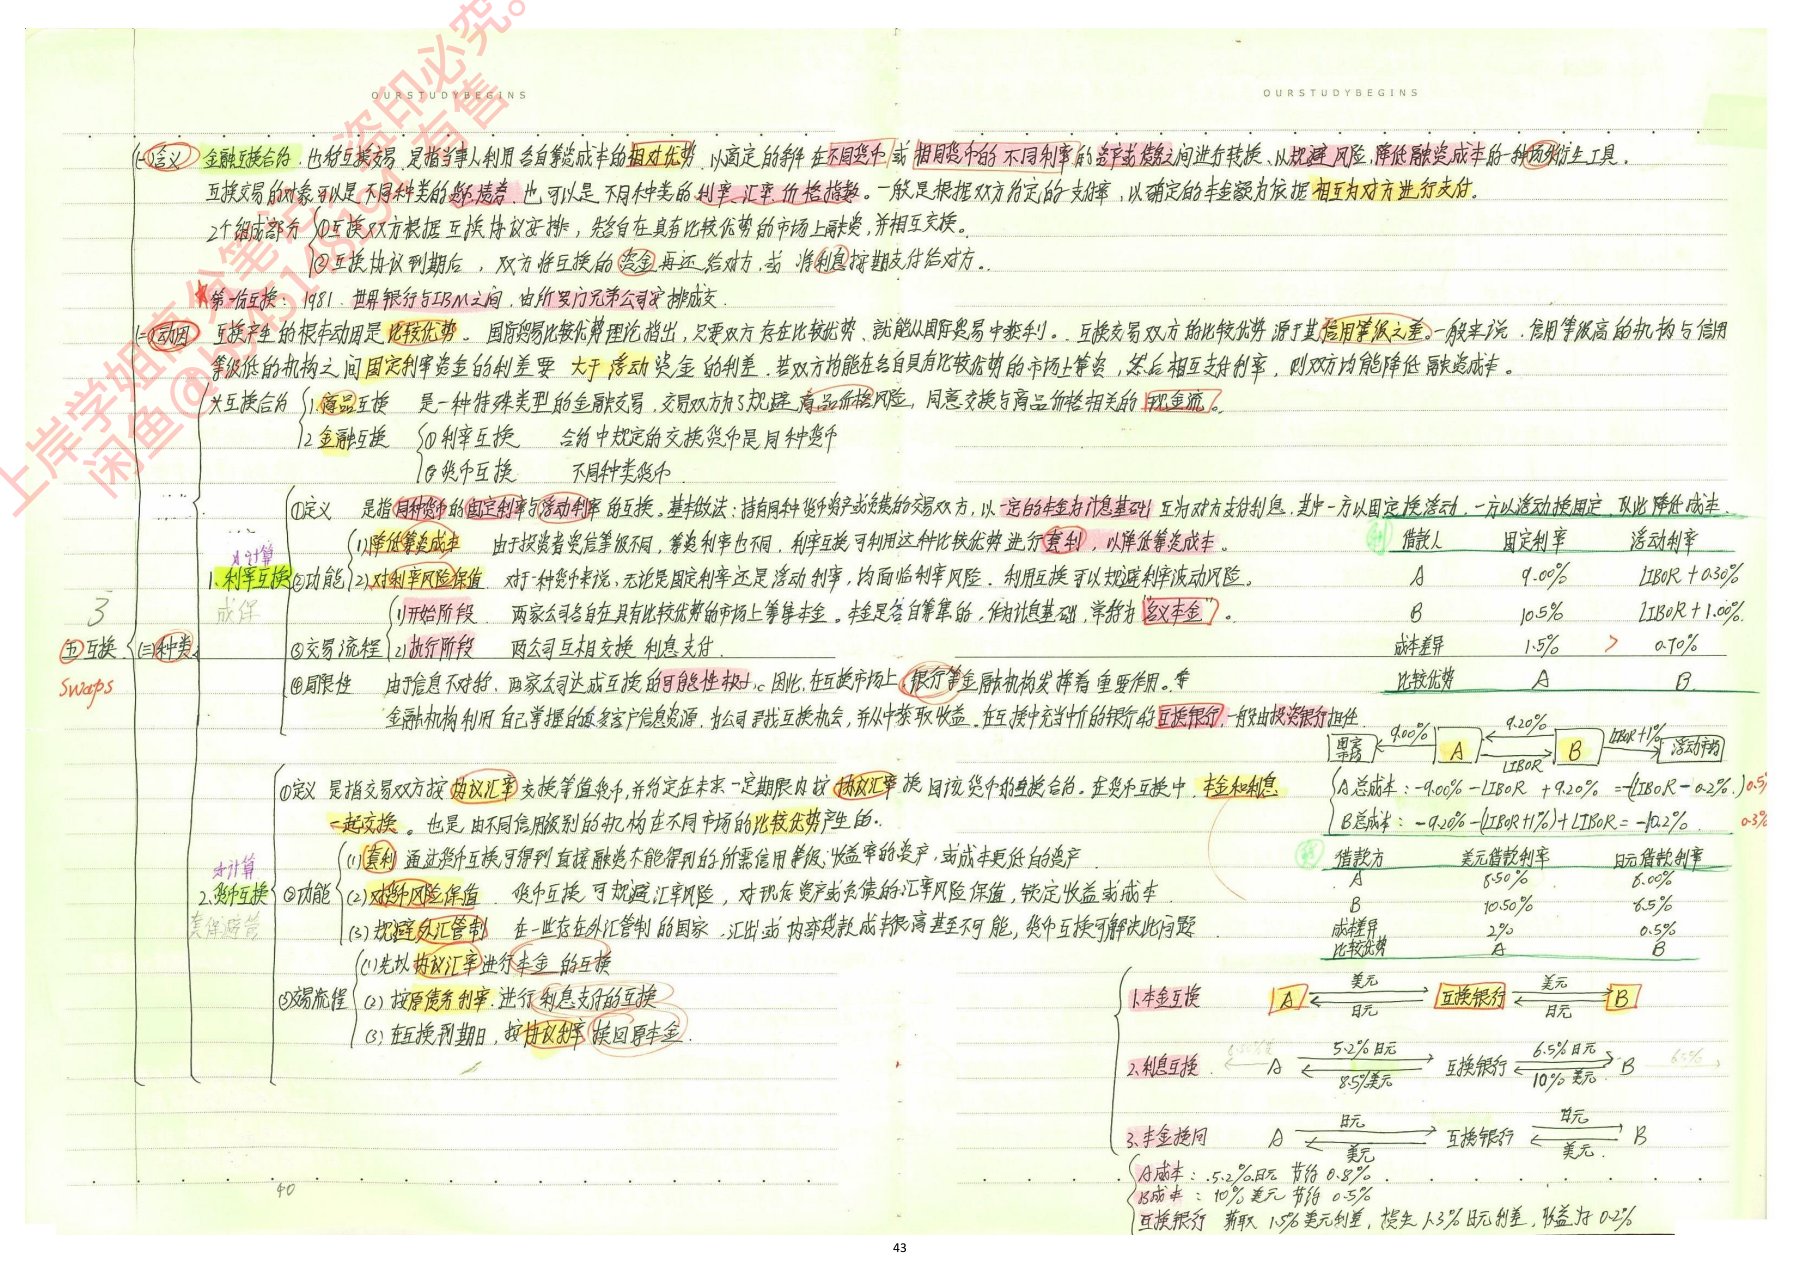 OURSTUDYBEGINS
OURSTUDYBEGINS
(一)含义 金融互换合约,也称互换交易,是指当事人利用各自筹资成本的相对优势,以商定的条件在不同货币或相同货币的不同利率的资产或债务之间进行转换,以规避风险,降低融资成本的一种场外衍生工具。
互换交易的对象可以是不同种类的货币、债券,也可以是不同种类的利率、汇率、价格指数。一般是根据双方约定的支付率,以确定的本金额为依据相互为对方进行支付。
2个组成部分 ①互换双方根据互换协议安排,先各自在具有比较优势的市场上融资,并相互交换。
②互换协议到期后,双方将互换的资金再还给对方,或将利息按期支付给对方。
★第一份互换:1981.世界银行与IBM之间,由所罗门兄弟公司安排成交.
(二)动因 互换产生的根本动因是比较优势。国际贸易比较优势理论指出,只要双方存在比较优势,就能从国际贸易中获利。互换交易双方的比较优势源于其信用等级之差。一般来说,信用等级高的机构与信用
等级低的机构之间固定利率资金的利差要 大于 浮动资金的利差.若双方均能在各自具有比较优势的市场上筹资,然后相互支付利率,则双方均能降低融资成本。
互换合约 1.商品互换 是一种特殊类型的金融交易,交易双方为了规避商品价格风险,同意交换与商品价格相关的现金流。
2.金融互换 ①利率互换 合约中规定的交换货币是同种货币
②货币互换 不同种类货币
①定义 是指同种货币的固定利率与浮动利率的互换。基本做法:持有同种货币资产或负债的交易双方,以一定的本金为计息基础,互为对方支付利息,其中一方以固定换浮动,一方以浮动换固定,以此降低成本.
计算
1.利率互换 ②功能 (1)降低筹资成本 由于投资者资信等级不同,筹资利率也不同,利率互换可利用这种比较优势进行套利,以降低筹资成本。
(2)对利率风险保值 对于一种货币来说,无论是固定利率还是浮动利率,均面临利率风险.利用互换可以规避利率波动风险。
成保
3
③交易流程 (1)开始阶段 两家公司各自在具有比较优势的市场上筹集本金.本金是各自筹集的,作为计息基础,常称为"名义本金"。
(2)执行阶段 两公司互相交换利息支付.
五 互换 (三)种类
swaps
④局限性 由于信息不对称,两家公司达成互换的可能性极小。因此,在互换市场上,银行等金融机构发挥着重要作用。
金融机构利用自己掌握的众多客户信息资源,为公司寻找互换机会,并从中获取收益.在互换中充当中介的银行称互换银行,一般由投资银行担任.
例 借款人 固定利率 浮动利率
A 9.00% LIBOR+0.30%
B 10.5% LIBOR+1.00%
成本差异 1.5% > 0.70%
比较优势 A B
固定市场 9.00% A 9.20% LIBOR B LIBOR+1% 浮动市场
A总成本:-9.00%-LIBOR+9.20%=-(LIBOR-0.2%) 0.5%
B总成本:-9.20%-(LIBOR+1%)+LIBOR=-10.2% 0.3%
①定义 是指交易双方按协议汇率交换等值货币,并约定在未来一定期限内按协议汇率换回该货币的互换合约。在货币互换中,本金和利息
一起交换。也是由不同信用级别的机构在不同市场的比较优势产生的.
计算
2.货币互换 ②功能 (1)套利 通过货币互换可得到直接融资不能得到的所需信用等级、收益率的资产,或成本更低的资产.
(2)对货币风险保值 货币互换可规避汇率风险,对现存资产或负债的汇率风险保值,锁定收益或成本
(3)规避外汇管制 在一些存在外汇管制的国家,汇出或内部贷款成本很高甚至不可能,货币互换可解决此问题
套保避管
③交易流程 (1)先以协议汇率进行本金的互换
(2)按原债务利率,进行利息支付的互换
(3)在互换到期日,按协议利率换回原本金.
例 借款方 美元借款利率 日元借款利率
A 8.50% 6.00%
B 10.50% 6.5%
成本差异 2% 0.5%
比较优势 A B
1.本金互换 A 美元 日元 互换银行 美元 日元 B
2.利息互换 A 5.2%日元 8.5%美元 互换银行 6.5%日元 10%美元 B 6.5%
3.本金换回 A 日元 美元 互换银行 日元 美元 B
A成本:5.2%日元 节约0.8%
B成本:10%美元 节约0.5%
互换银行 获取1.5%美元利差,损失1.3%日元利差,收益为0.2%
40
43